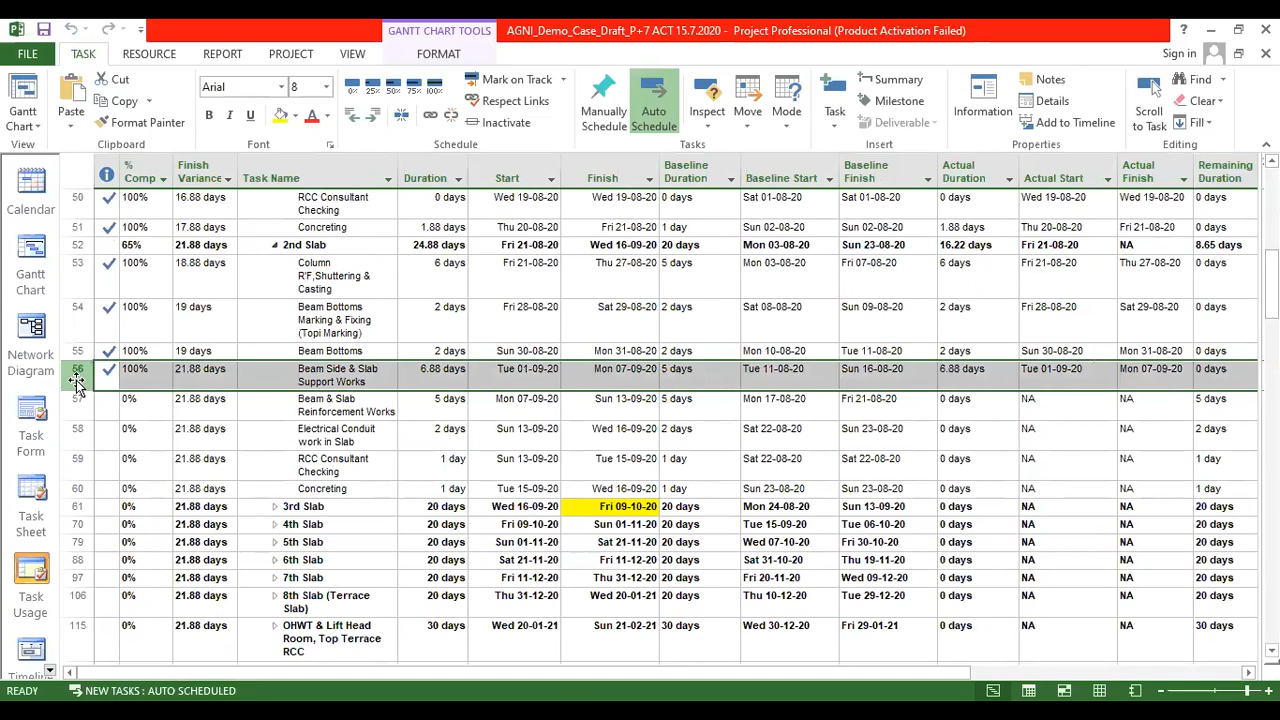 GANTT CHART TOOLS
AGNI_Demo_Case_Draft_P+7 ACT 15.7.2020 - Project Professional (Product Activation Failed)
FILE TASK RESOURCE REPORT PROJECT VIEW FORMAT Sign in
Gantt Chart
View
Paste
Cut
Copy
Format Painter
Clipboard
Arial 8
B I U A
Font
0% 25% 50% 75% 100%
Mark on Track
Respect Links
Inactivate
Schedule
Manually Schedule
Auto Schedule
Inspect
Move
Mode
Tasks
Task
Summary
Milestone
Deliverable
Insert
Information
Notes
Details
Add to Timeline
Properties
Scroll to Task
Find
Clear
Fill
Editing
Calendar
Gantt Chart
Network Diagram
Task Form
Task Sheet
Task Usage
Timeline
% Comp Finish Variance Task Name Duration Start Finish Baseline Duration Baseline Start Baseline Finish Actual Duration Actual Start Actual Finish Remaining Duration
50 100% 16.88 days RCC Consultant Checking 0 days Wed 19-08-20 Wed 19-08-20 0 days Sat 01-08-20 Sat 01-08-20 0 days Wed 19-08-20 Wed 19-08-20 0 days
51 100% 17.88 days Concreting 1.88 days Thu 20-08-20 Fri 21-08-20 1 day Sun 02-08-20 Sun 02-08-20 1.88 days Thu 20-08-20 Fri 21-08-20 0 days
52 65% 21.88 days 2nd Slab 24.88 days Fri 21-08-20 Wed 16-09-20 20 days Mon 03-08-20 Sun 23-08-20 16.22 days Fri 21-08-20 NA 8.65 days
53 100% 18.88 days Column R'F,Shuttering & Casting 6 days Fri 21-08-20 Thu 27-08-20 5 days Mon 03-08-20 Fri 07-08-20 6 days Fri 21-08-20 Thu 27-08-20 0 days
54 100% 19 days Beam Bottoms Marking & Fixing (Topi Marking) 2 days Fri 28-08-20 Sat 29-08-20 2 days Sat 08-08-20 Sun 09-08-20 2 days Fri 28-08-20 Sat 29-08-20 0 days
55 100% 19 days Beam Bottoms 2 days Sun 30-08-20 Mon 31-08-20 2 days Mon 10-08-20 Tue 11-08-20 2 days Sun 30-08-20 Mon 31-08-20 0 days
56 100% 21.88 days Beam Side & Slab Support Works 6.88 days Tue 01-09-20 Mon 07-09-20 5 days Tue 11-08-20 Sun 16-08-20 6.88 days Tue 01-09-20 Mon 07-09-20 0 days
57 0% 21.88 days Beam & Slab Reinforcement Works 5 days Mon 07-09-20 Sun 13-09-20 5 days Mon 17-08-20 Fri 21-08-20 0 days NA NA 5 days
58 0% 21.88 days Electrical Conduit work in Slab 2 days Sun 13-09-20 Wed 16-09-20 2 days Sat 22-08-20 Sun 23-08-20 0 days NA NA 2 days
59 0% 21.88 days RCC Consultant Checking 1 day Sun 13-09-20 Tue 15-09-20 1 day Sat 22-08-20 Sat 22-08-20 0 days NA NA 1 day
60 0% 21.88 days Concreting 1 day Tue 15-09-20 Wed 16-09-20 1 day Sun 23-08-20 Sun 23-08-20 0 days NA NA 1 day
61 0% 21.88 days 3rd Slab 20 days Wed 16-09-20 Fri 09-10-20 20 days Mon 24-08-20 Sun 13-09-20 0 days NA NA 20 days
70 0% 21.88 days 4th Slab 20 days Fri 09-10-20 Sun 01-11-20 20 days Tue 15-09-20 Tue 06-10-20 0 days NA NA 20 days
79 0% 21.88 days 5th Slab 20 days Sun 01-11-20 Sat 21-11-20 20 days Wed 07-10-20 Fri 30-10-20 0 days NA NA 20 days
88 0% 21.88 days 6th Slab 20 days Sat 21-11-20 Fri 11-12-20 20 days Sat 31-10-20 Thu 19-11-20 0 days NA NA 20 days
97 0% 21.88 days 7th Slab 20 days Fri 11-12-20 Thu 31-12-20 20 days Fri 20-11-20 Wed 09-12-20 0 days NA NA 20 days
106 0% 21.88 days 8th Slab (Terrace Slab) 20 days Thu 31-12-20 Wed 20-01-21 20 days Thu 10-12-20 Tue 29-12-20 0 days NA NA 20 days
115 0% 21.88 days OHWT & Lift Head Room, Top Terrace RCC 30 days Wed 20-01-21 Sun 21-02-21 30 days Wed 30-12-20 Fri 29-01-21 0 days NA NA 30 days
READY NEW TASKS : AUTO SCHEDULED